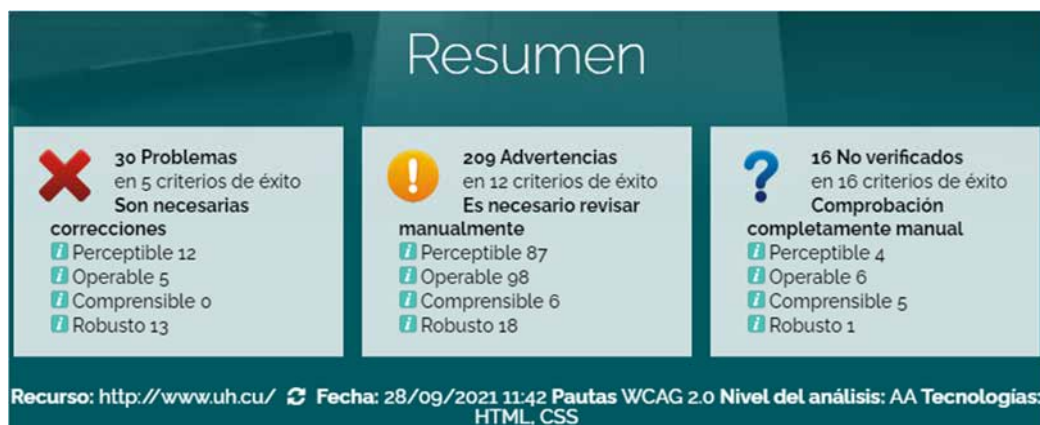 Resumen
30 Problemas
en 5 criterios de éxito
Son necesarias
correcciones
Perceptible 12
Operable 5
Comprensible 0
Robusto 13
209 Advertencias
en 12 criterios de éxito
Es necesario revisar
manualmente
Perceptible 87
Operable 98
Comprensible 6
Robusto 18
16 No verificados
en 16 criterios de éxito
Comprobación
completamente manual
Perceptible 4
Operable 6
Comprensible 5
Robusto 1
Recurso: http://www.uh.cu/ Fecha: 28/09/2021 11:42 Pautas WCAG 2.0 Nivel del análisis: AA Tecnologías:
HTML, CSS